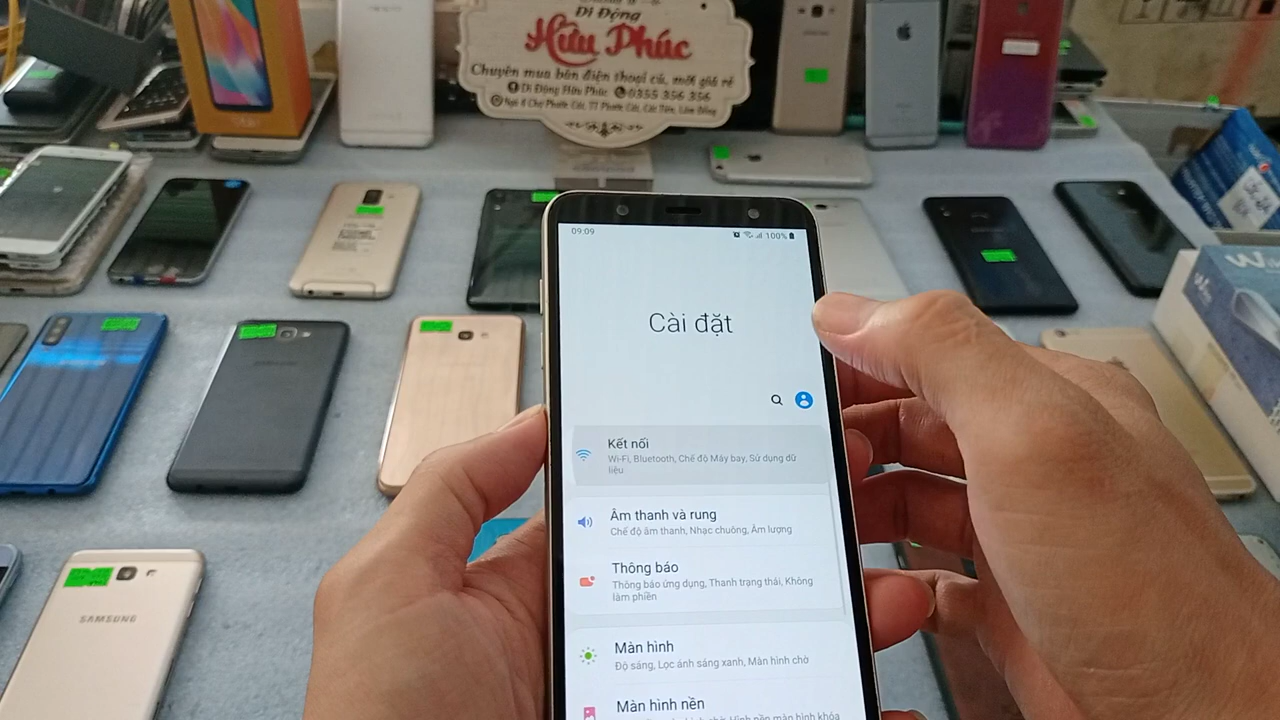 Di Động
Hữu Phúc
Chuyên mua bán điện thoại cũ, mới giá rẻ
Di Động Hữu Phúc 0355 356 356
09:09
100%
Cài đặt
Kết nối
Wi-Fi, Bluetooth, Chế độ Máy bay, Sử dụng dữ
liệu
Âm thanh và rung
Chế độ âm thanh, Nhạc chuông, Âm lượng
Thông báo
Thông báo ứng dụng, Thanh trạng thái, Không
làm phiền
Màn hình
Độ sáng, Lọc ánh sáng xanh, Màn hình chờ
Màn hình nền
SAMSUNG